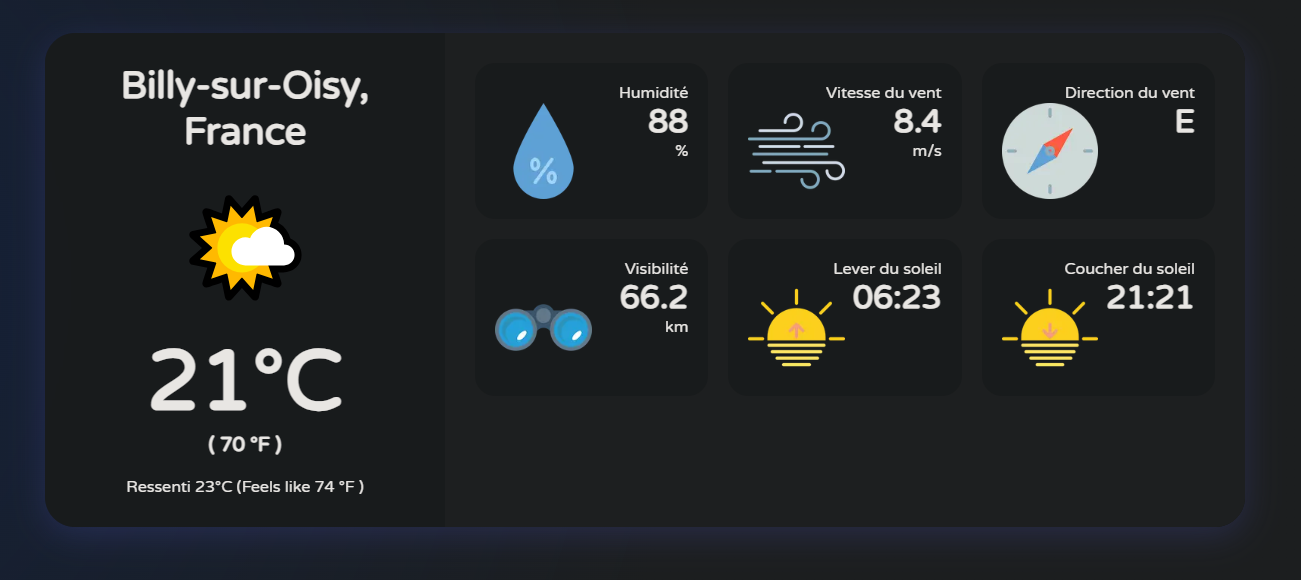 Billy-sur-Oisy,
France
21°C
( 70 °F )
Ressenti 23°C (Feels like 74 °F )
Humidité
88
%
%
Vitesse du vent
8.4
m/s
Direction du vent
E
Visibilité
66.2
km
Lever du soleil
06:23
Coucher du soleil
21:21